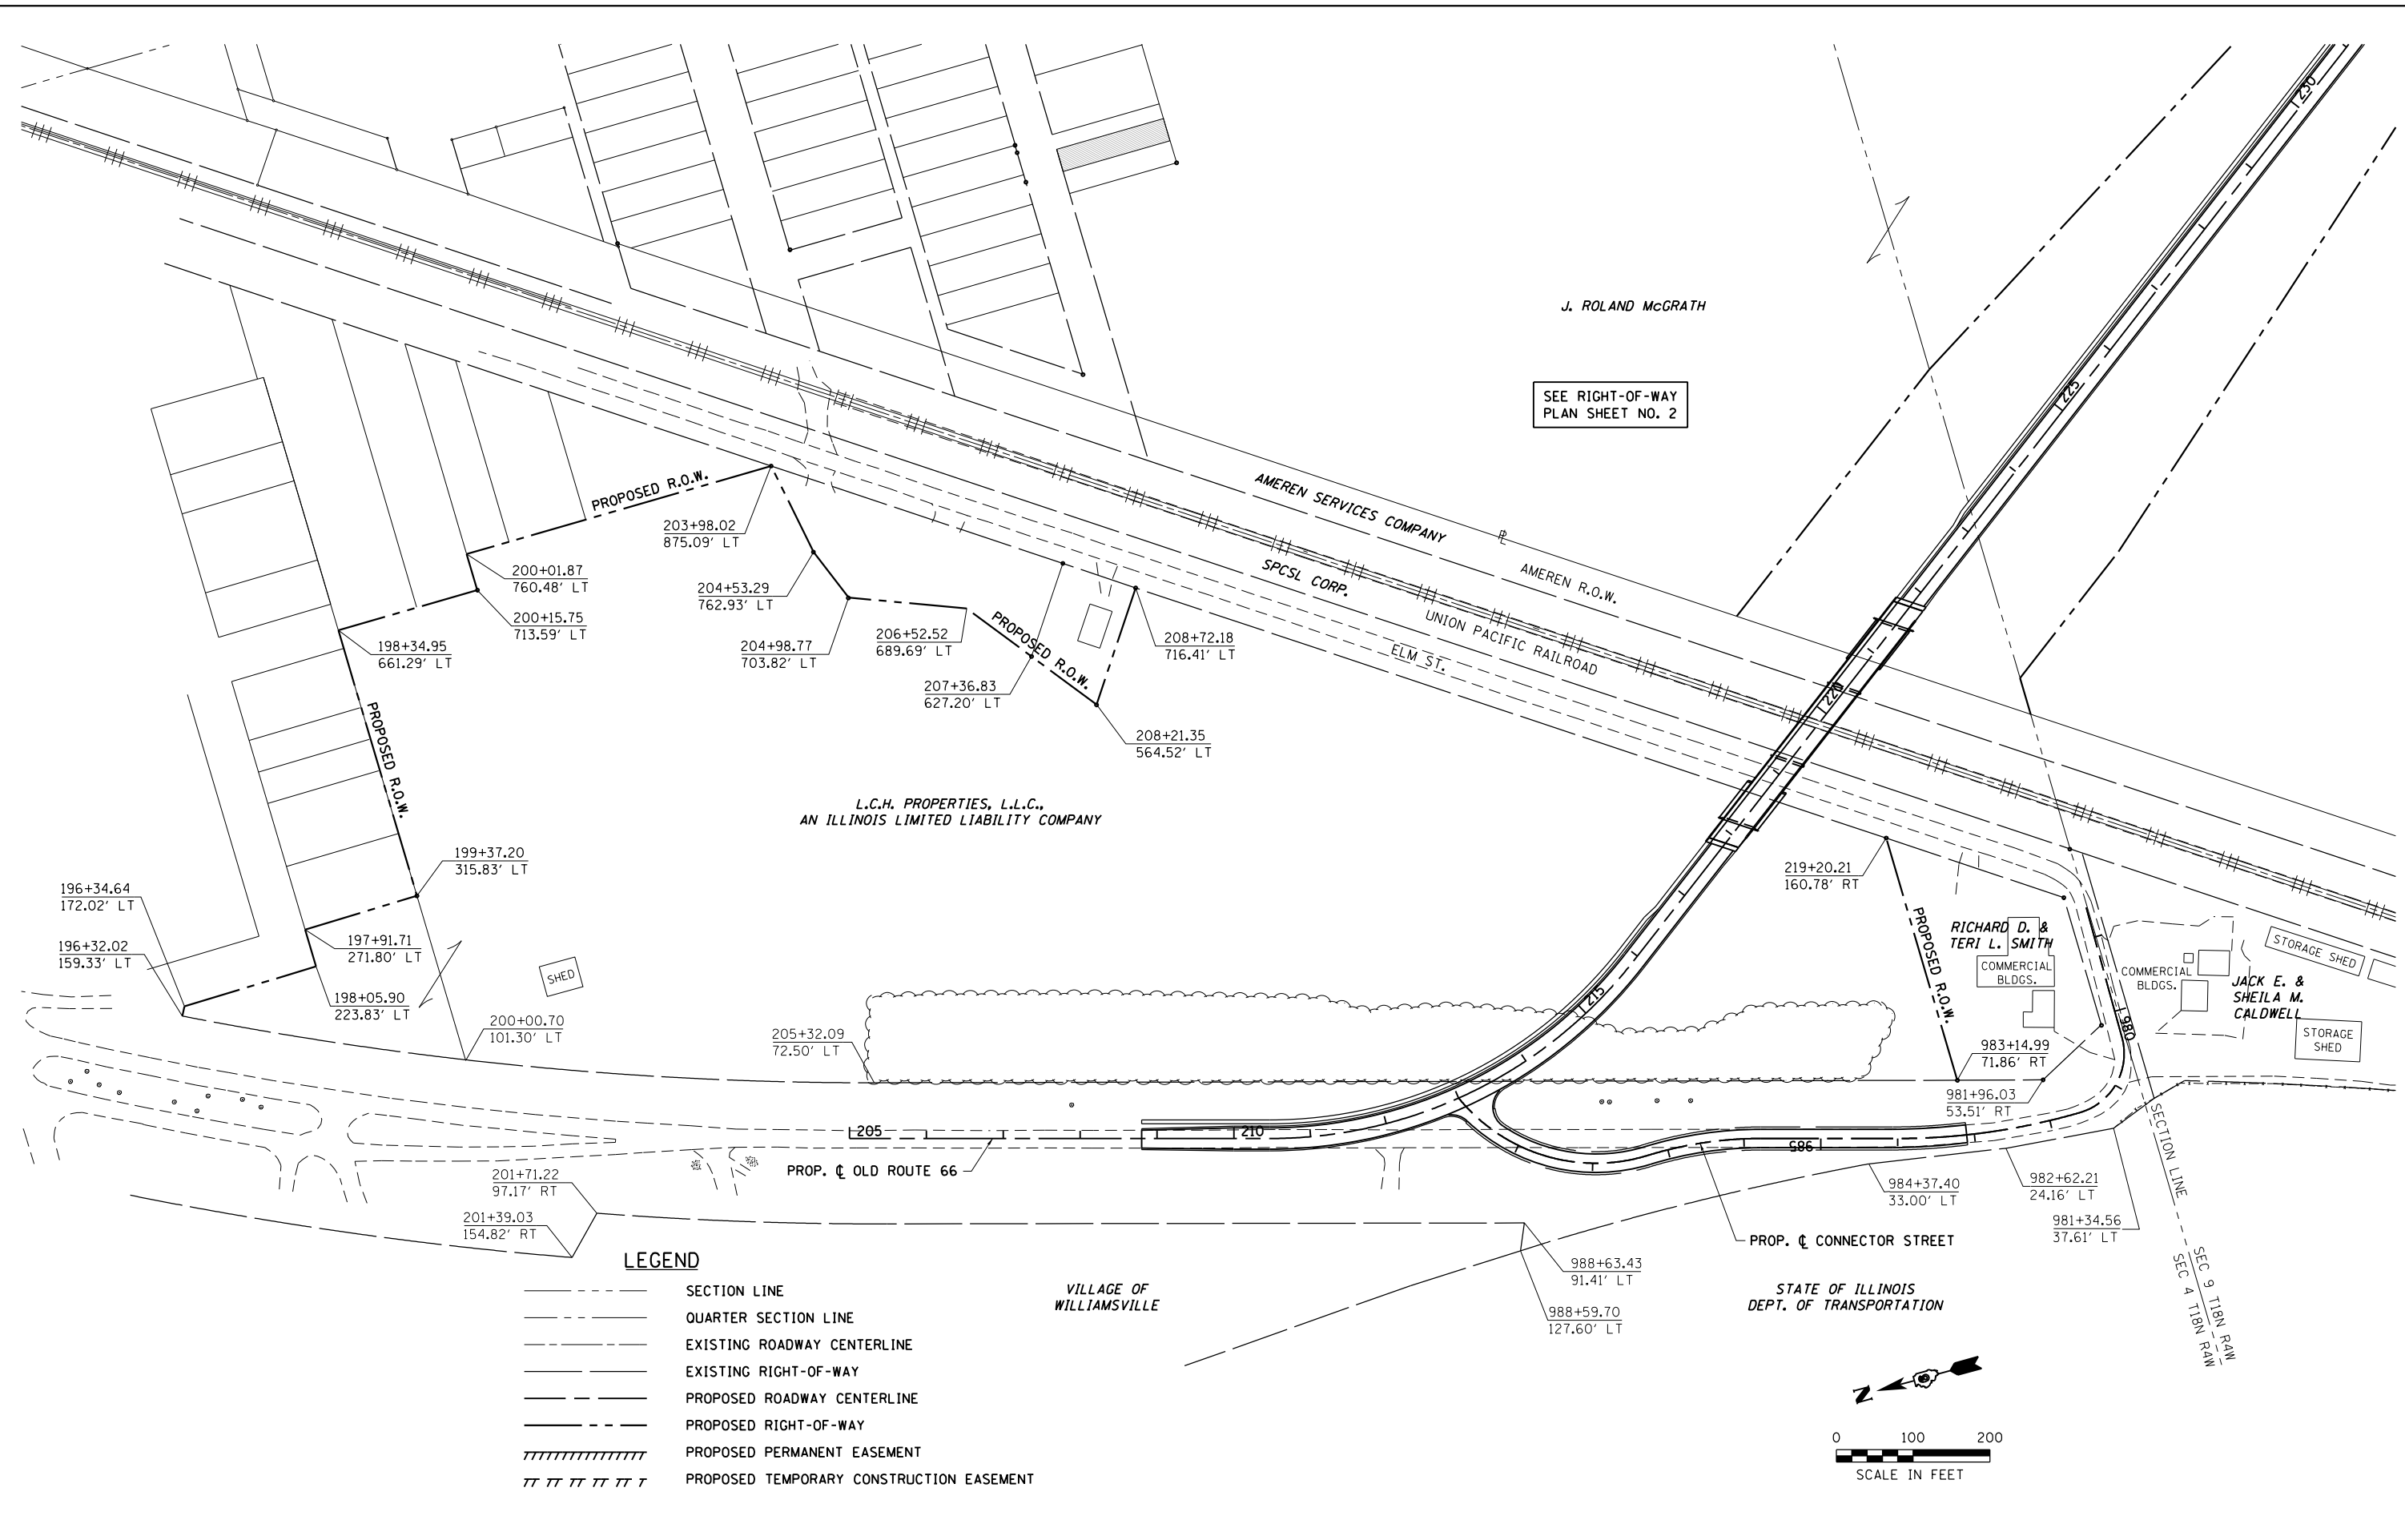 230
J. ROLAND McGRATH
225
SEE RIGHT-OF-WAY
PLAN SHEET NO. 2
PROPOSED R.O.W.
203+98.02
875.09' LT
AMEREN SERVICES COMPANY
PL
AMEREN R.O.W.
SPCSL CORP.
UNION PACIFIC RAILROAD
ELM ST.
200+01.87
760.48' LT
204+53.29
762.93' LT
200+15.75
713.59' LT
198+34.95
661.29' LT
204+98.77
703.82' LT
206+52.52
689.69' LT
PROPOSED R.O.W.
208+72.18
716.41' LT
207+36.83
627.20' LT
208+21.35
564.52' LT
220
PROPOSED R.O.W.
L.C.H. PROPERTIES, L.L.C.,
AN ILLINOIS LIMITED LIABILITY COMPANY
199+37.20
315.83' LT
196+34.64
172.02' LT
196+32.02
159.33' LT
197+91.71
271.80' LT
198+05.90
223.83' LT
SHED
200+00.70
101.30' LT
205+32.09
72.50' LT
215
219+20.21
160.78' RT
PROPOSED R.O.W.
RICHARD D. &
TERI L. SMITH
COMMERCIAL
BLDGS.
COMMERCIAL
BLDGS.
STORAGE SHED
JACK E. &
SHEILA M.
CALDWELL
STORAGE
SHED
980
983+14.99
71.86' LT
981+96.03
53.51' RT
205
210
985
PROP. ℄ OLD ROUTE 66
201+71.22
97.17' RT
201+39.03
154.82' RT
984+37.40
33.00' LT
982+62.21
24.16' LT
981+34.56
37.61' LT
SECTION LINE
SEC 9 T18N R4W
SEC 4 T18N R4W
PROP. ℄ CONNECTOR STREET
988+63.43
91.41' LT
988+59.70
127.60' LT
VILLAGE OF
WILLIAMSVILLE
STATE OF ILLINOIS
DEPT. OF TRANSPORTATION
LEGEND
SECTION LINE
QUARTER SECTION LINE
EXISTING ROADWAY CENTERLINE
EXISTING RIGHT-OF-WAY
PROPOSED ROADWAY CENTERLINE
PROPOSED RIGHT-OF-WAY
PROPOSED PERMANENT EASEMENT
PROPOSED TEMPORARY CONSTRUCTION EASEMENT
N
0 100 200
SCALE IN FEET